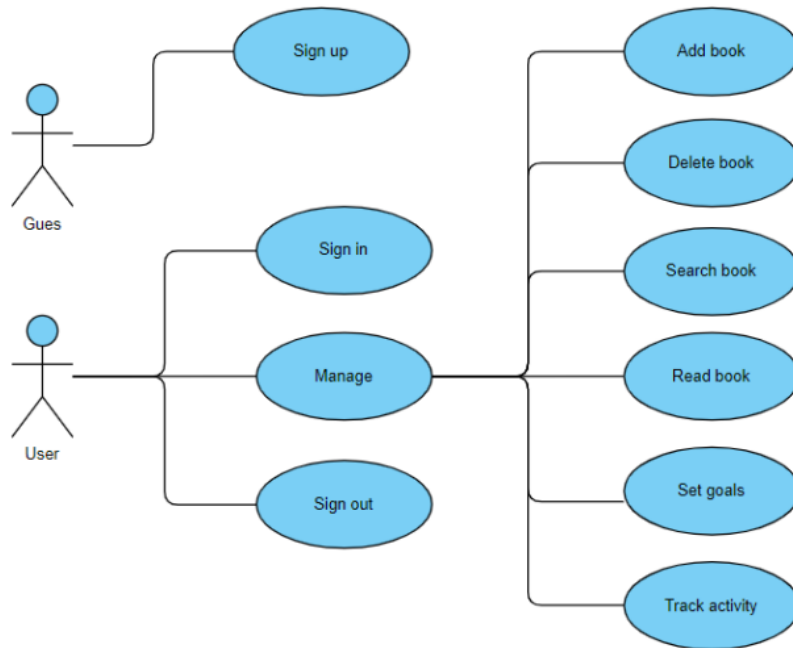 Sign up
Add book
Delete book
Gues
Sign in
Search book
Manage
Read book
User
Sign out
Set goals
Track activity